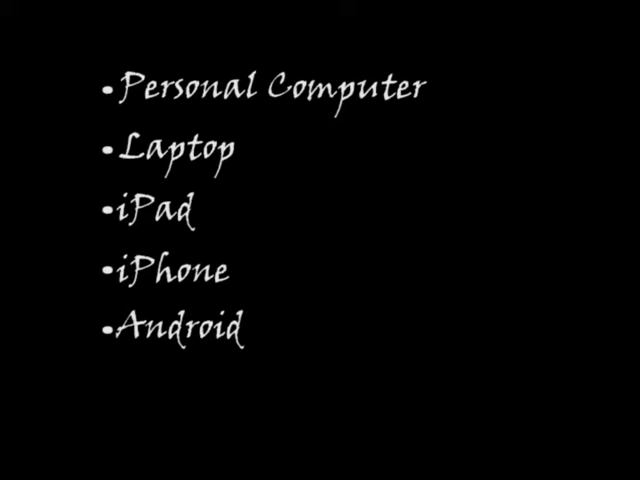 •Personal Computer
•Laptop
•iPad
•iPhone
•Android